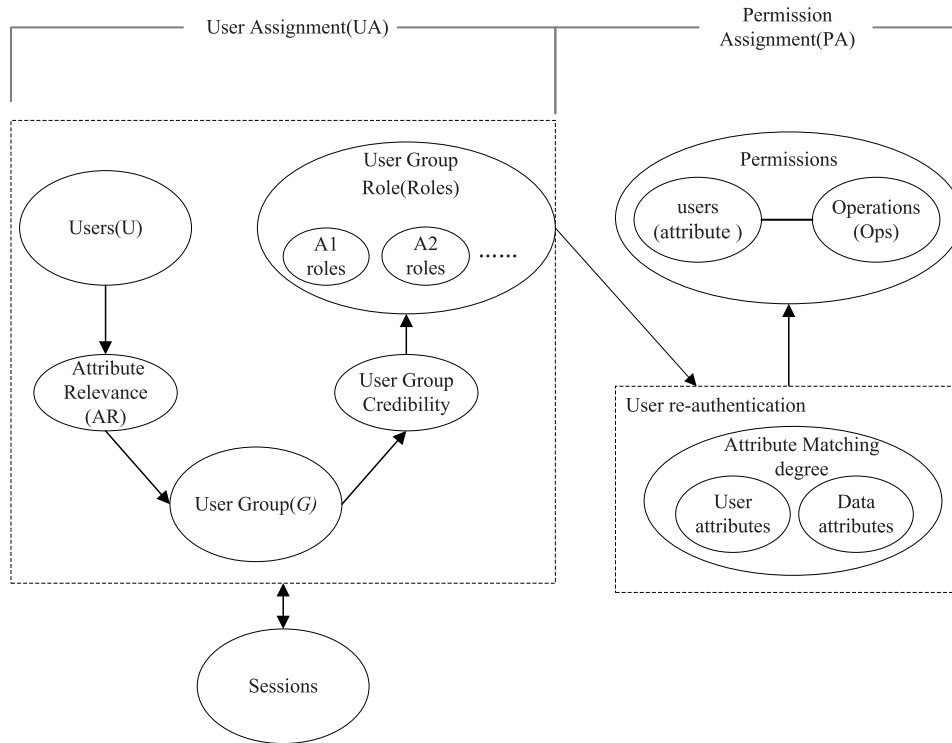 User Assignment(UA)
Permission
Assignment(PA)
Users(U)
Attribute
Relevance
(AR)
User Group(G)
User Group
Credibility
User Group
Role(Roles)
A1
roles
A2
roles
......
Permissions
users
(attribute )
Operations
(Ops)
User re-authentication
Attribute Matching
degree
User
attributes
Data
attributes
Sessions